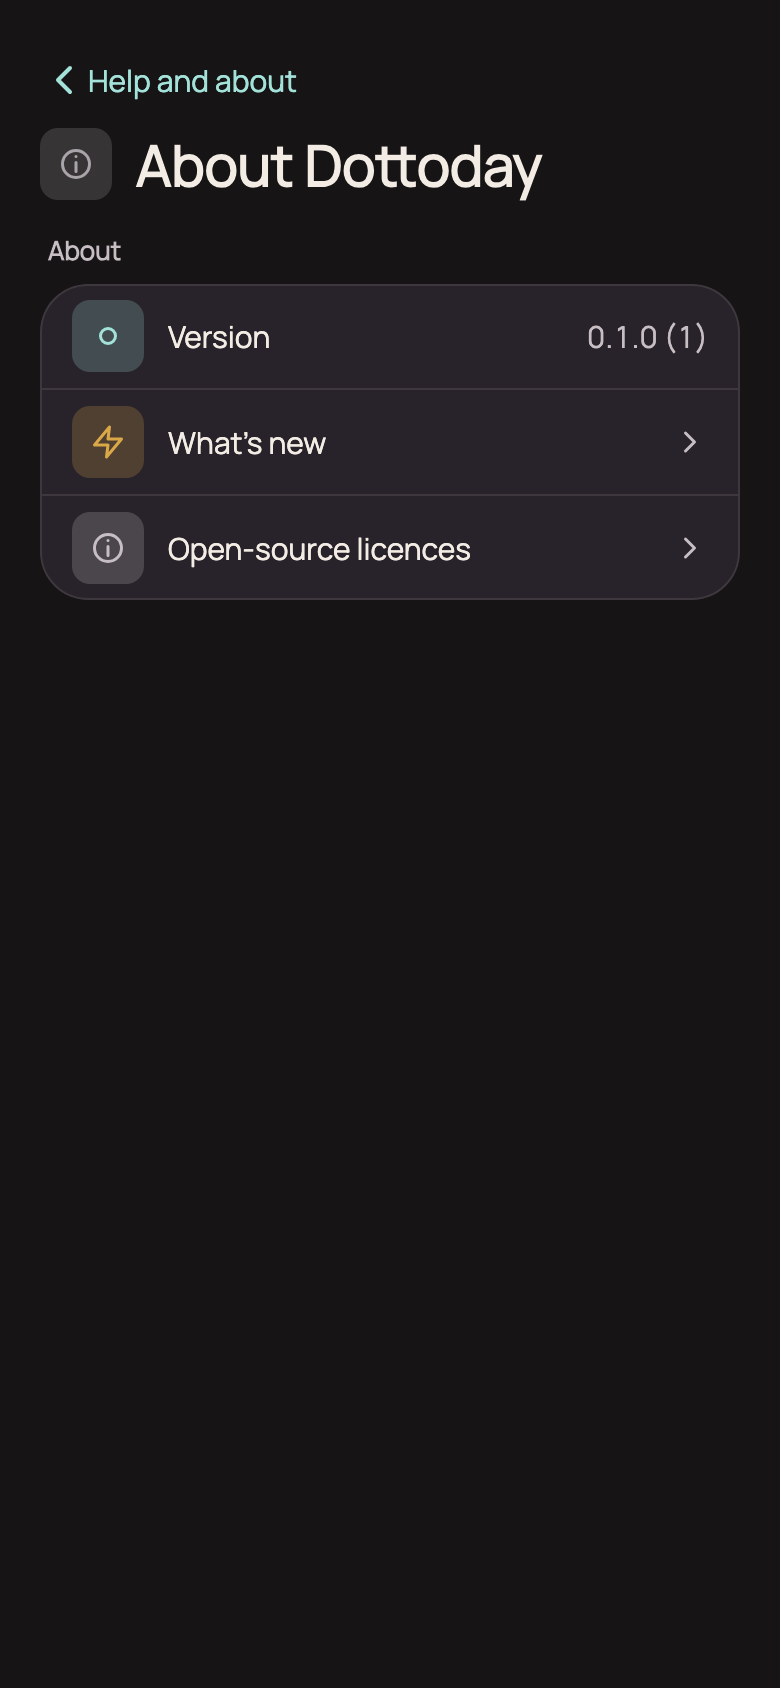 Help and about
About Dottoday
About
Version 0.1.0 (1)
What’s new
Open-source licences